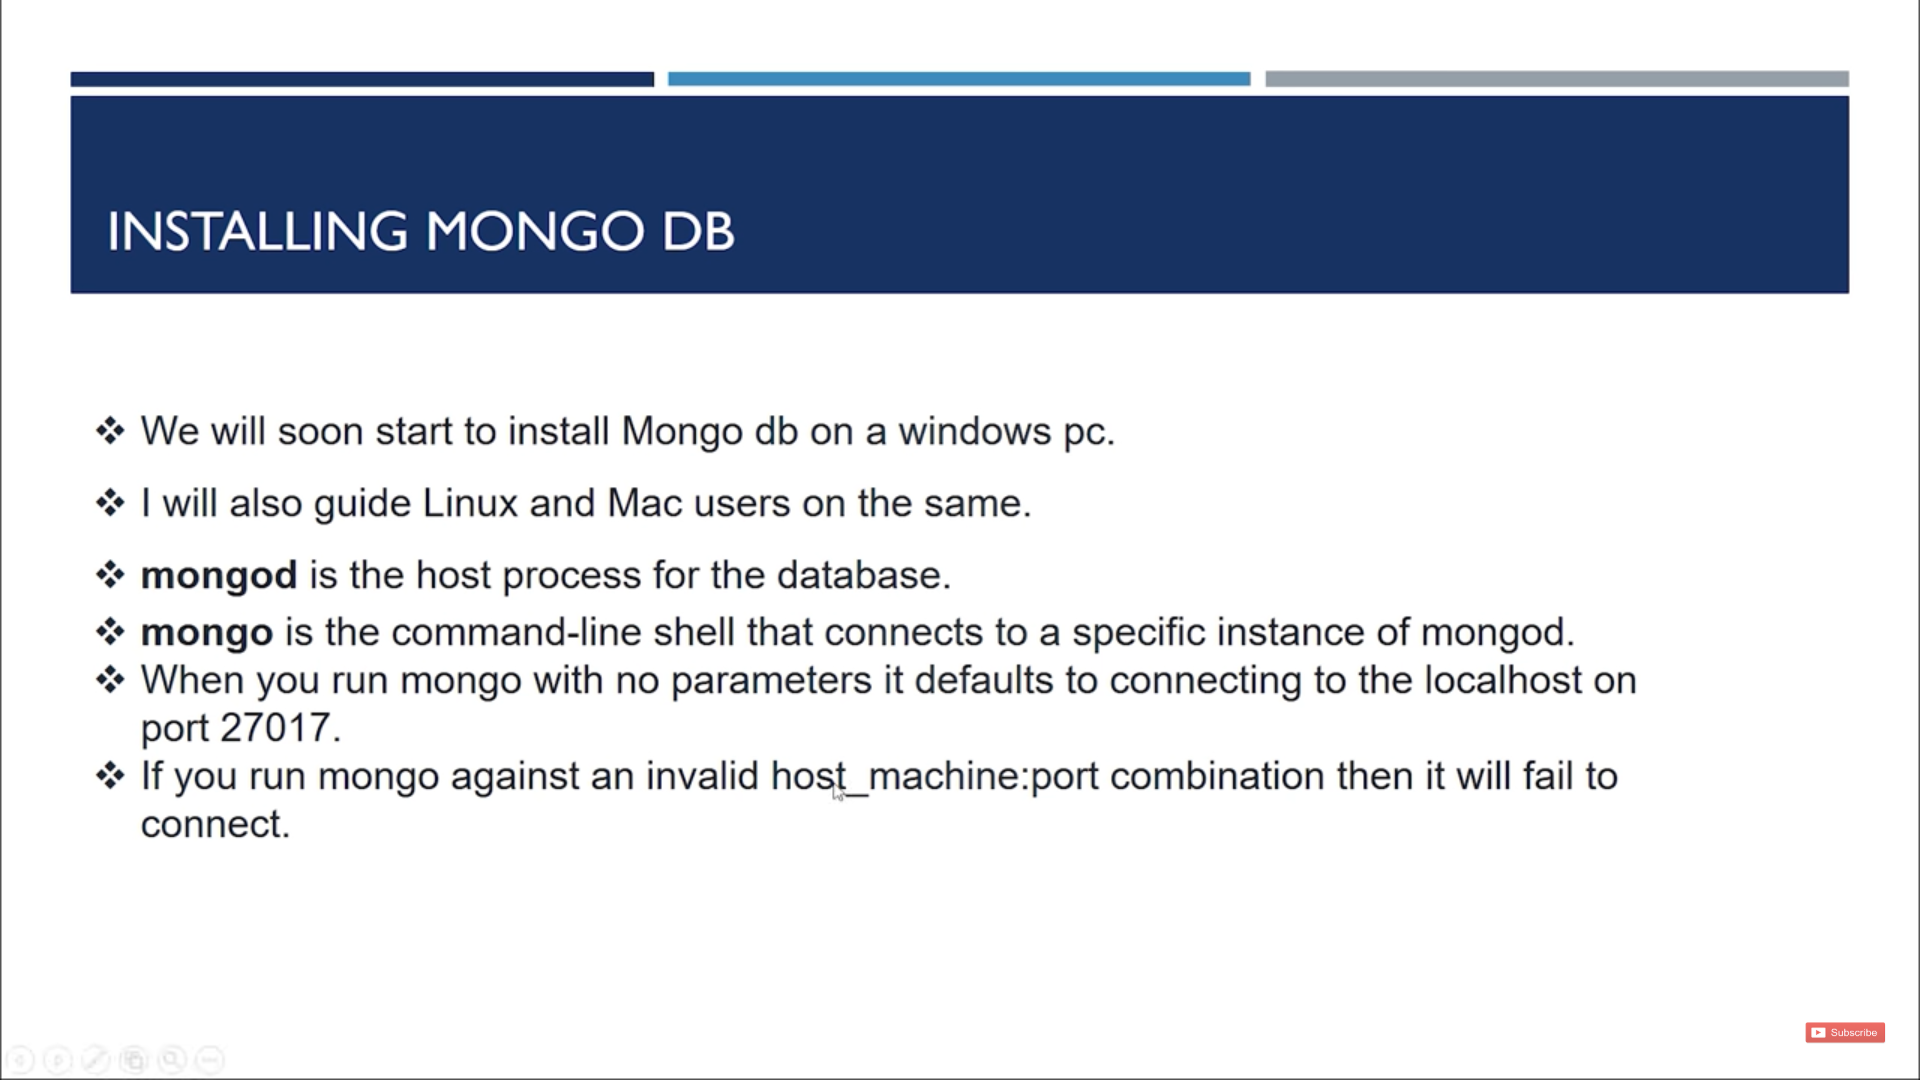 INSTALLING MONGO DB
We will soon start to install Mongo db on a windows pc.
I will also guide Linux and Mac users on the same.
mongod is the host process for the database.
mongo is the command-line shell that connects to a specific instance of mongod.
When you run mongo with no parameters it defaults to connecting to the localhost on
port 27017.
If you run mongo against an invalid host_machine:port combination then it will fail to
connect.
Subscribe